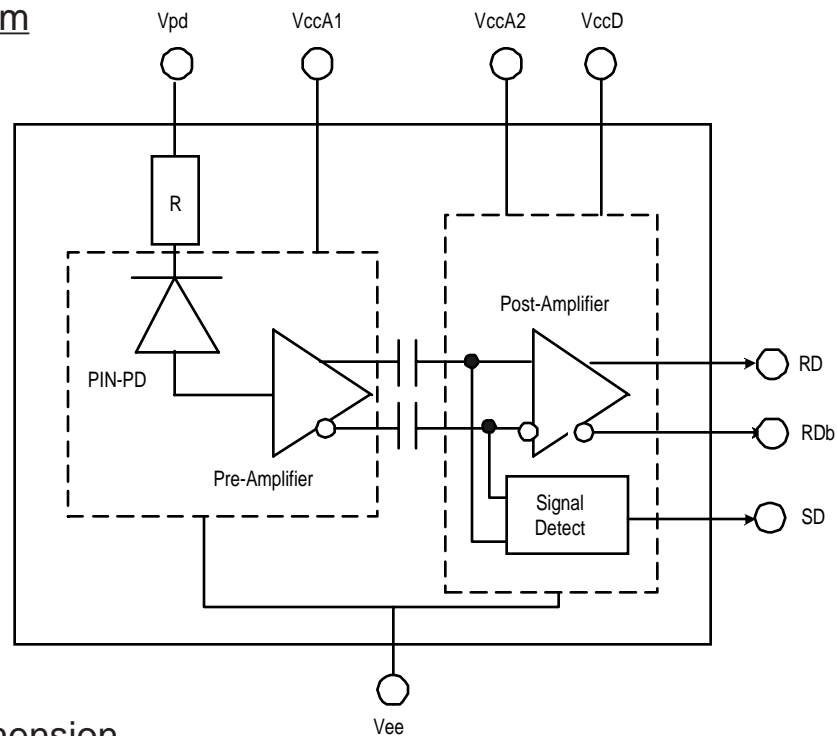 Vpd
VccA1
VccA2
VccD
R
Post-Amplifier
PIN-PD
RD
RDb
Pre-Amplifier
Signal
Detect
SD
Vee